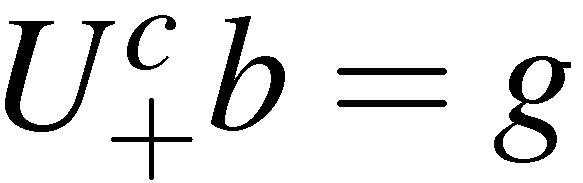 U_+^c b = g